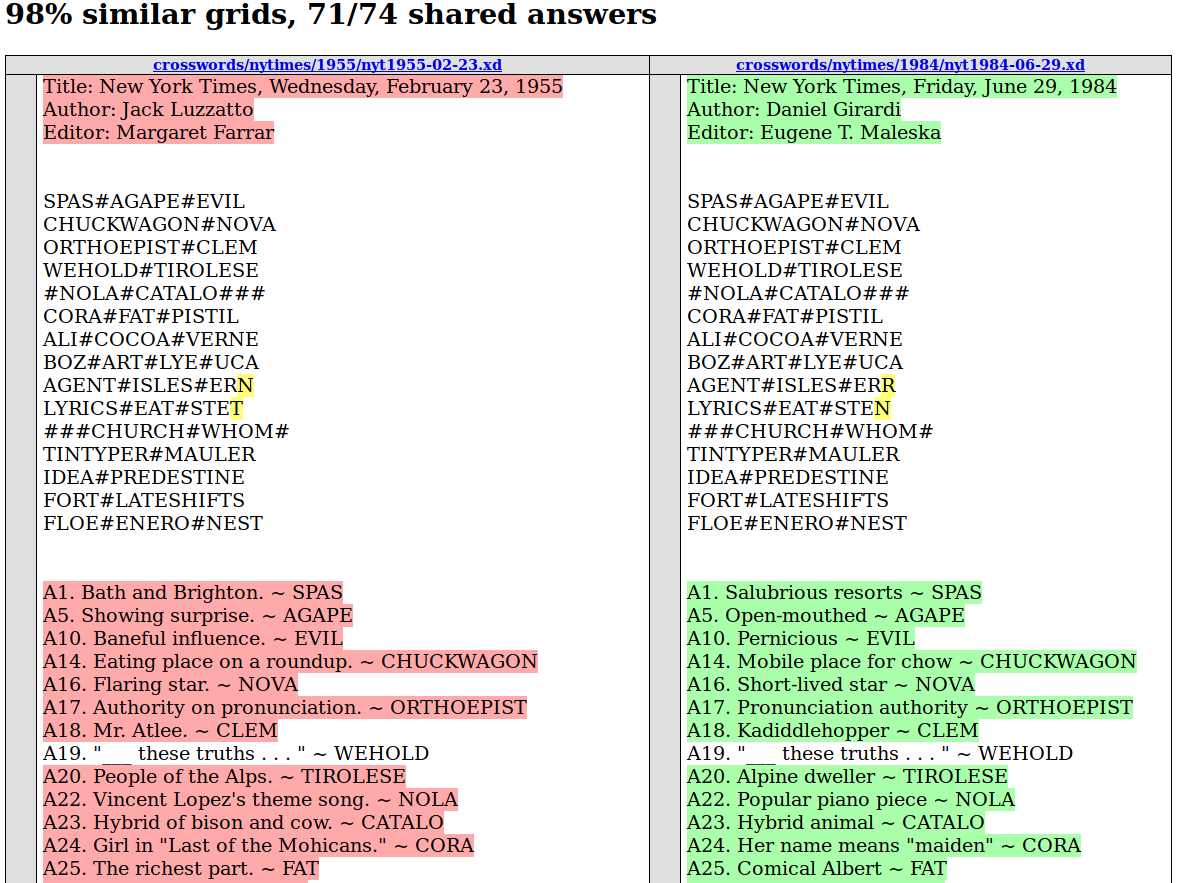 98% similar grids, 71/74 shared answers
crosswords/nytimes/1955/nyt1955-02-23.xd
Title: New York Times, Wednesday, February 23, 1955
Author: Jack Luzzatto
Editor: Margaret Farrar
SPAS#AGAPE#EVIL
CHUCKWAGON#NOVA
ORTHOEPIST#CLEM
WEHOLD#TIROLESE
#NOLA#CATALO###
CORA#FAT#PISTIL
ALI#COCOA#VERNE
BOZ#ART#LYE#UCA
AGENT#ISLES#ERN
LYRICS#EAT#STET
###CHURCH#WHOM#
TINTYPER#MAULER
IDEA#PREDESTINE
FORT#LATESHIFTS
FLOE#ENERO#NEST
A1. Bath and Brighton. ~ SPAS
A5. Showing surprise. ~ AGAPE
A10. Baneful influence. ~ EVIL
A14. Eating place on a roundup. ~ CHUCKWAGON
A16. Flaring star. ~ NOVA
A17. Authority on pronunciation. ~ ORTHOEPIST
A18. Mr. Atlee. ~ CLEM
A19. "___ these truths . . . " ~ WEHOLD
A20. People of the Alps. ~ TIROLESE
A22. Vincent Lopez's theme song. ~ NOLA
A23. Hybrid of bison and cow. ~ CATALO
A24. Girl in "Last of the Mohicans." ~ CORA
A25. The richest part. ~ FAT
crosswords/nytimes/1984/nyt1984-06-29.xd
Title: New York Times, Friday, June 29, 1984
Author: Daniel Girardi
Editor: Eugene T. Maleska
SPAS#AGAPE#EVIL
CHUCKWAGON#NOVA
ORTHOEPIST#CLEM
WEHOLD#TIROLESE
#NOLA#CATALO###
CORA#FAT#PISTIL
ALI#COCOA#VERNE
BOZ#ART#LYE#UCA
AGENT#ISLES#ERR
LYRICS#EAT#STEN
###CHURCH#WHOM#
TINTYPER#MAULER
IDEA#PREDESTINE
FORT#LATESHIFTS
FLOE#ENERO#NEST
A1. Salubrious resorts ~ SPAS
A5. Open-mouthed ~ AGAPE
A10. Pernicious ~ EVIL
A14. Mobile place for chow ~ CHUCKWAGON
A16. Short-lived star ~ NOVA
A17. Pronunciation authority ~ ORTHOEPIST
A18. Kadiddlehopper ~ CLEM
A19. "___ these truths . . . " ~ WEHOLD
A20. Alpine dweller ~ TIROLESE
A22. Popular piano piece ~ NOLA
A23. Hybrid animal ~ CATALO
A24. Her name means "maiden" ~ CORA
A25. Comical Albert ~ FAT